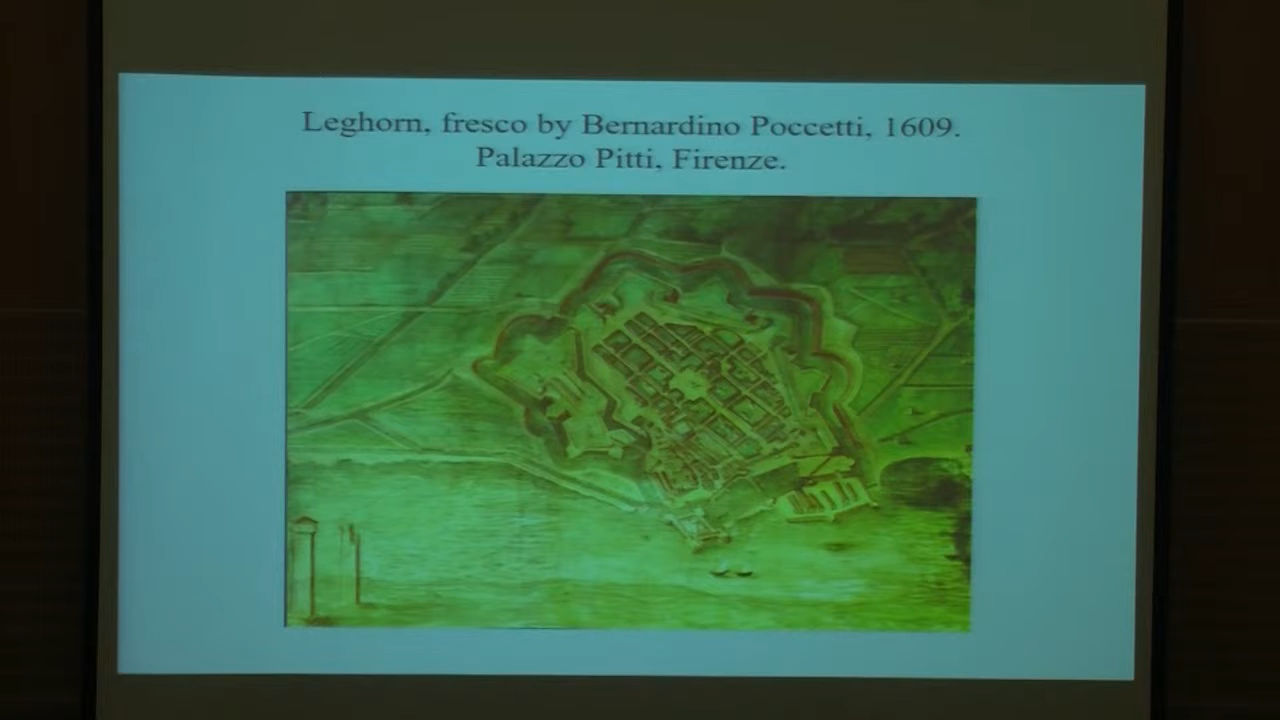 Leghorn, fresco by Bernardino Poccetti, 1609.
Palazzo Pitti, Firenze.